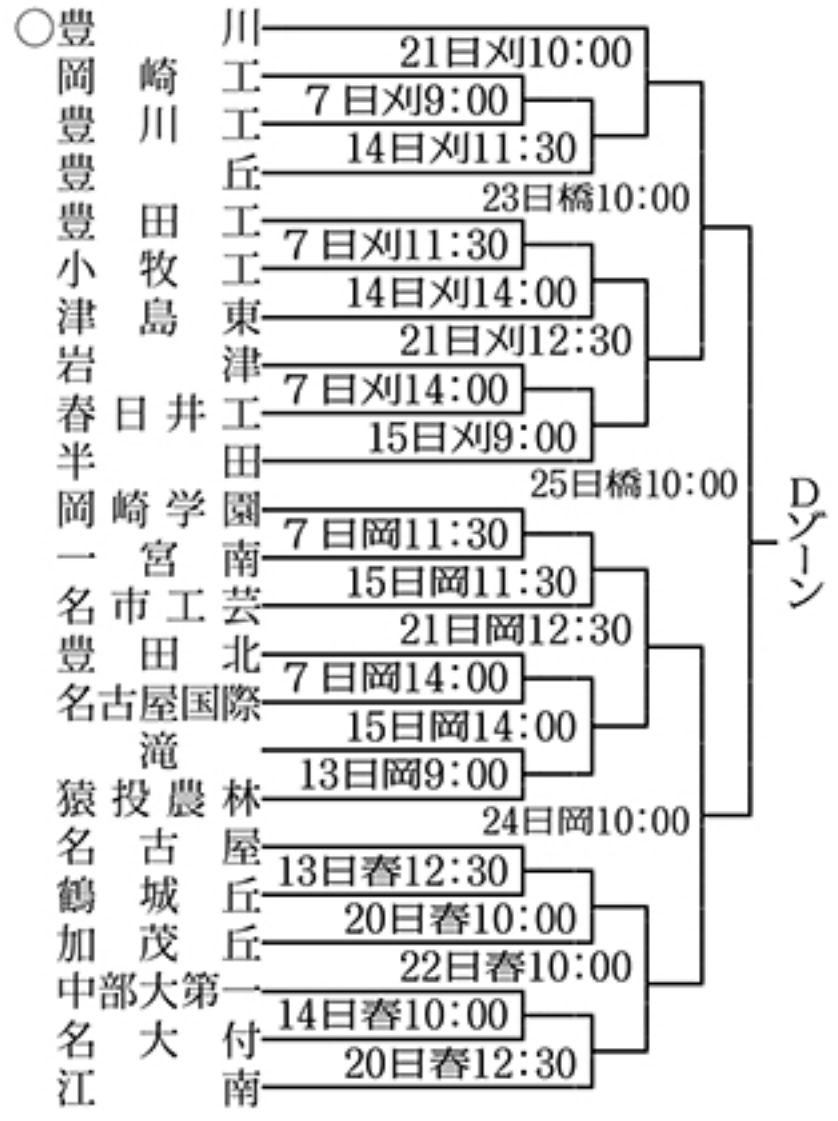 ○豊川
21日刈10:00
岡崎工
7日刈9:00
豊川工
14日刈11:30
豊丘
23日橋10:00
豊田工
7日刈11:30
小牧工
14日刈14:00
津島東
21日刈12:30
岩津
7日刈14:00
春日井工
15日刈9:00
半田
25日橋10:00
Dゾーン
岡崎学園
7日岡11:30
一宮南
15日岡11:30
名市工芸
21日岡12:30
豊田北
7日岡14:00
名古屋国際
15日岡14:00
滝
13日岡9:00
猿投農林
24日岡10:00
名古屋
13日春12:30
鶴城丘
20日春10:00
加茂丘
22日春10:00
中部大第一
14日春10:00
名大付
20日春12:30
江南